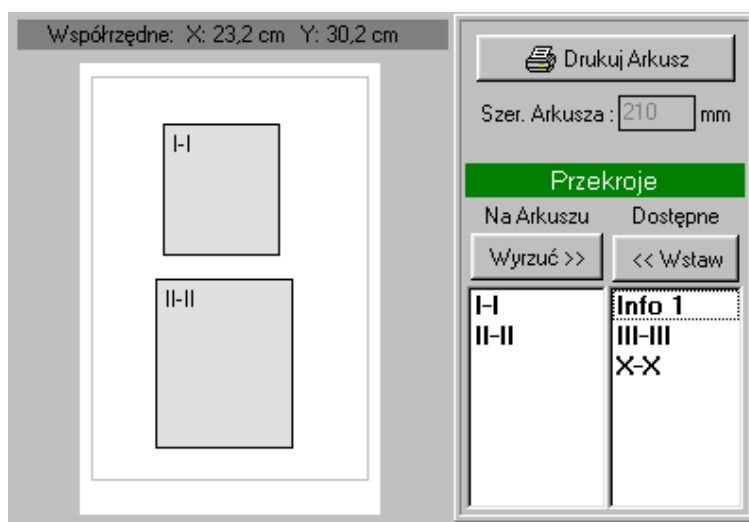 Współrzędne: X: 23,2 cm Y: 30,2 cm
I-I
II-II
Drukuj Arkusz
Szer. Arkusza : 210 mm
Przekroje
Na Arkuszu Dostępne
Wyrzuć >> << Wstaw
I-I
II-II
Info 1
III-III
X-X